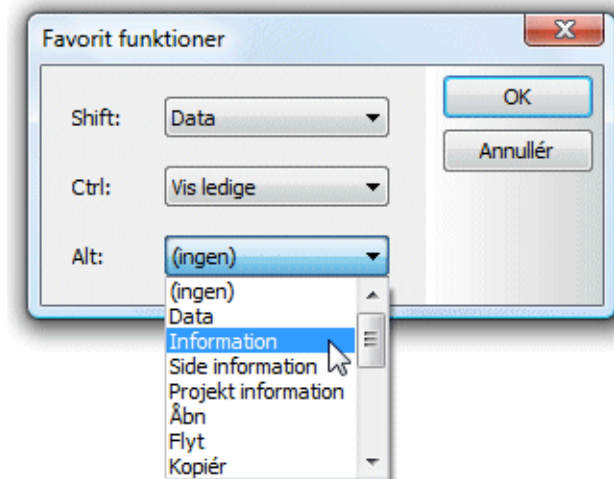 Favorit funktioner
Shift: Data
OK
Annullér
Ctrl: Vis ledige
Alt: (ingen)
(ingen)
Data
Information
Side information
Projekt information
Åbn
Flyt
Kopiér